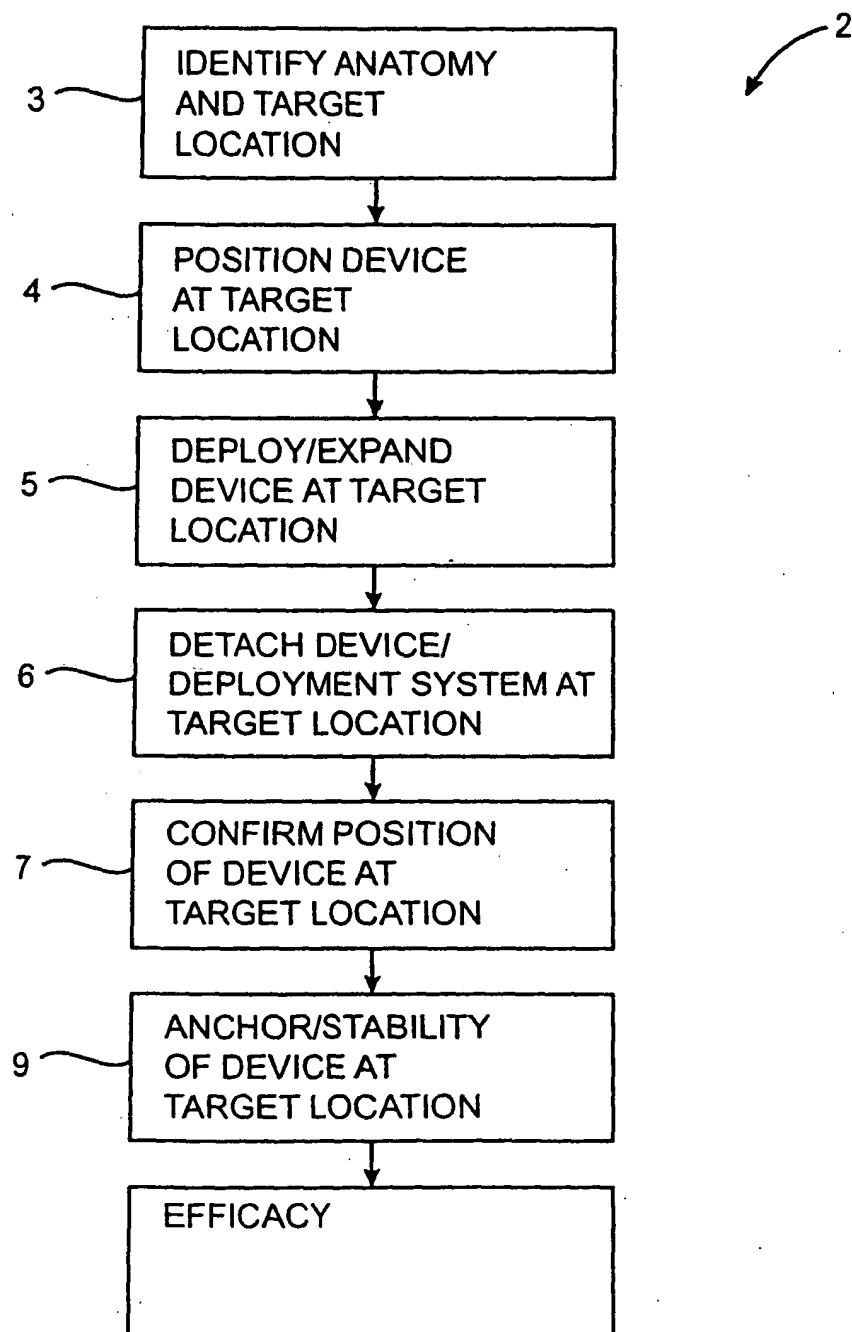 2
3
IDENTIFY ANATOMY
AND TARGET
LOCATION
4
POSITION DEVICE
AT TARGET
LOCATION
5
DEPLOY/EXPAND
DEVICE AT TARGET
LOCATION
6
DETACH DEVICE/
DEPLOYMENT SYSTEM AT
TARGET LOCATION
7
CONFIRM POSITION
OF DEVICE AT
TARGET LOCATION
9
ANCHOR/STABILITY
OF DEVICE AT
TARGET LOCATION
EFFICACY